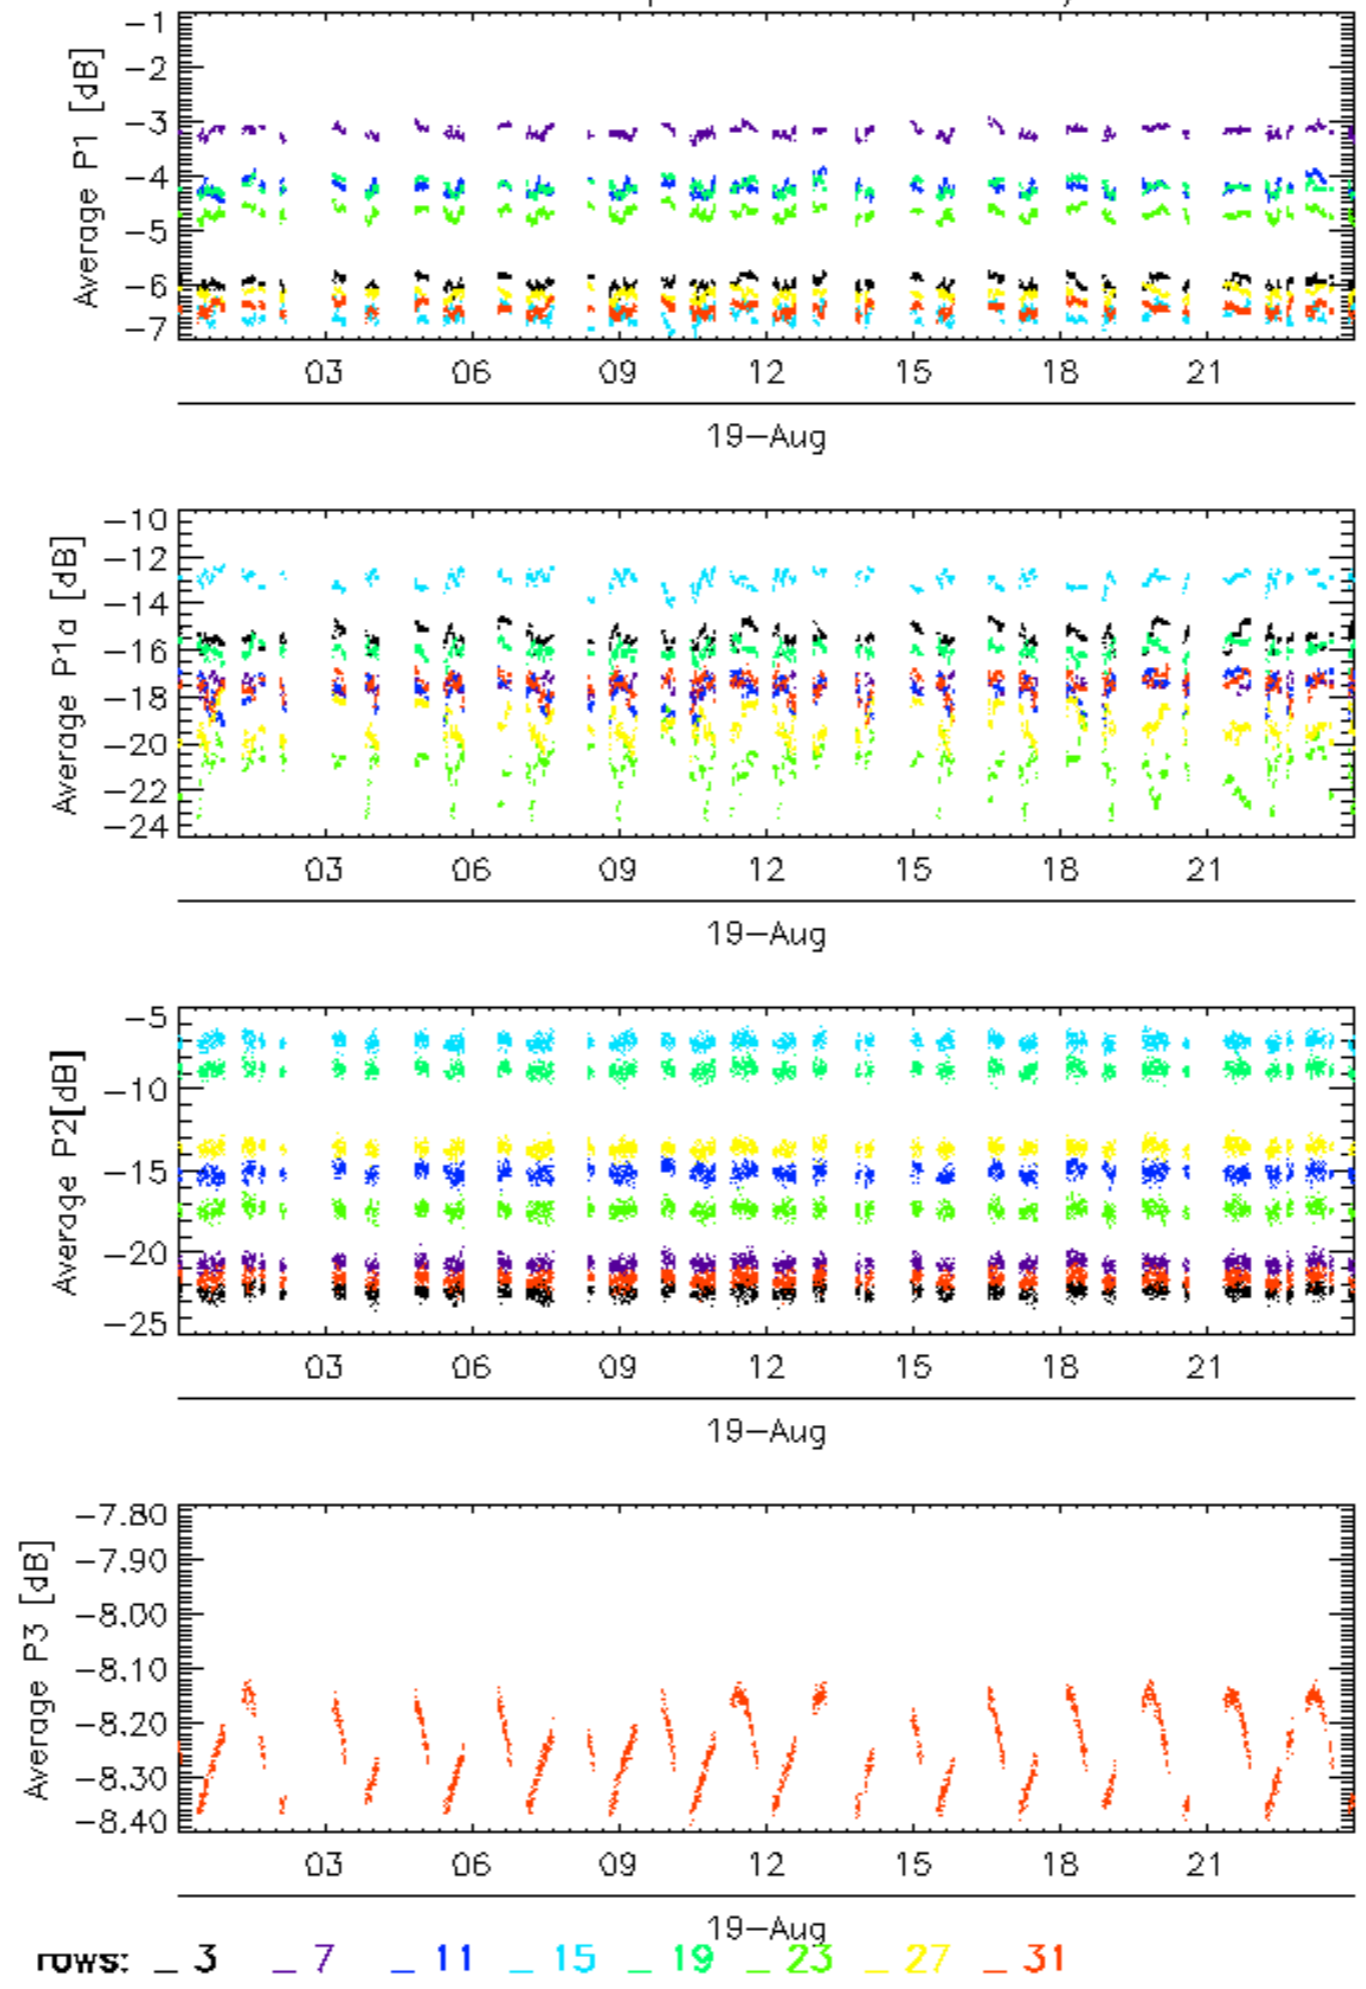 Average P1 [dB]
-1
-2
-3
-4
-5
-6
-7
03 06 09 12 15 18 21
19-Aug
Average P1a [dB]
-10
-12
-14
-16
-18
-20
-22
-24
03 06 09 12 15 18 21
19-Aug
Average P2[dB]
-5
-10
-15
-20
-25
03 06 09 12 15 18 21
19-Aug
Average P3 [dB]
-7.80
-7.90
-8.00
-8.10
-8.20
-8.30
-8.40
03 06 09 12 15 18 21
19-Aug
rows: _ 3 _ 7 _ 11 _ 15 _ 19 _ 23 _ 27 _ 31